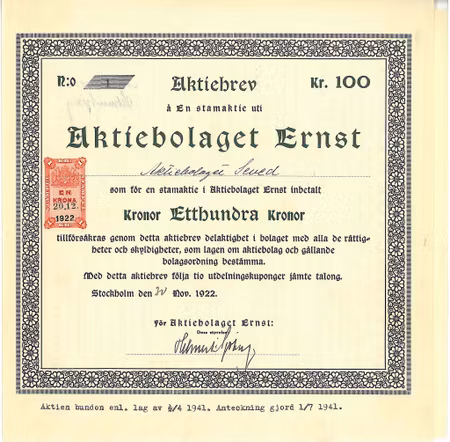 N:o 1 Aktiebrev Kr. 100
å En stamaktie uti
Aktiebolaget Ernst
Aktiebolaget Sened
som för en stamaktie i Aktiebolaget Ernst inbetalt
Kronor Etthundra Kronor
tillförsäkras genom detta aktiebrev delaktighet i bolaget med alla de rättig-
heter och skyldigheter, som lagen om aktiebolag och gällande
bolagsordning bestämma.
Med detta aktiebrev följa tio utdelningskuponger jämte talong.
Stockholm den Nov. 1922.
EN
KRONA
20.12.
1922
För Aktiebolaget Ernst:
Dess styrelse
Aktien bunden enl. lag av 4/4 1941. Anteckning gjord 1/7 1941.